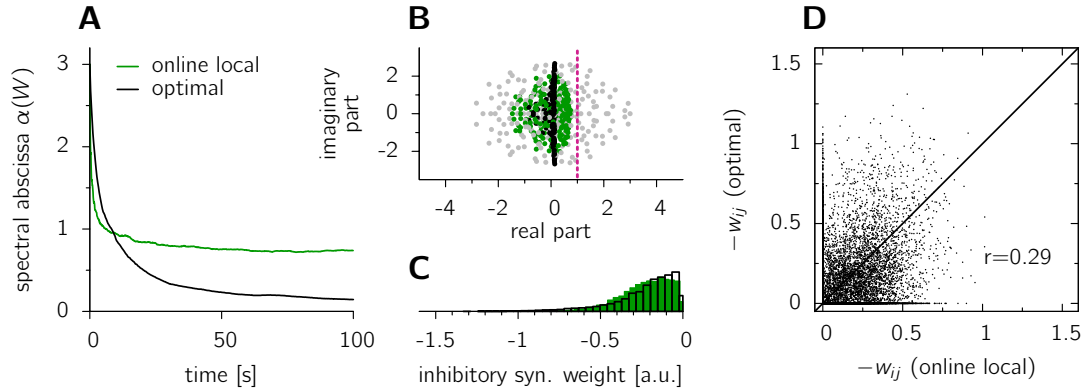 A
spectral abscissa α(W)
3
2
1
0
online local
optimal
0 50 100
time [s]
B
imaginary
part
2
0
-2
-4 -2 0 2 4
real part
C
-1.5 -1 -0.5 0
inhibitory syn. weight [a.u.]
D
−wij (optimal)
1.5
1
0.5
0
r=0.29
0 0.5 1 1.5
−wij (online local)